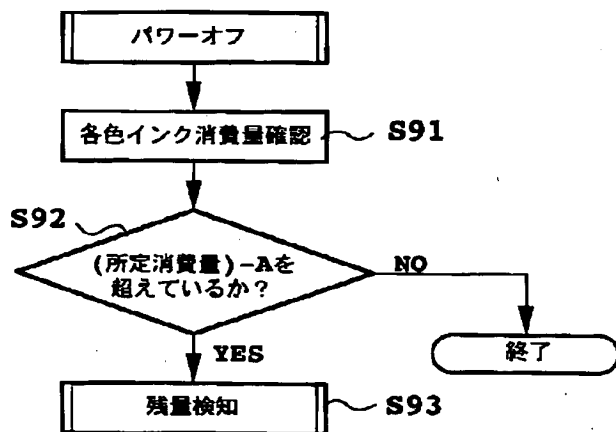 パワーオフ
各色インク消費量確認
S91
S92
(所定消費量)-Aを
超えているか?
NO
YES
終了
残量検知
S93